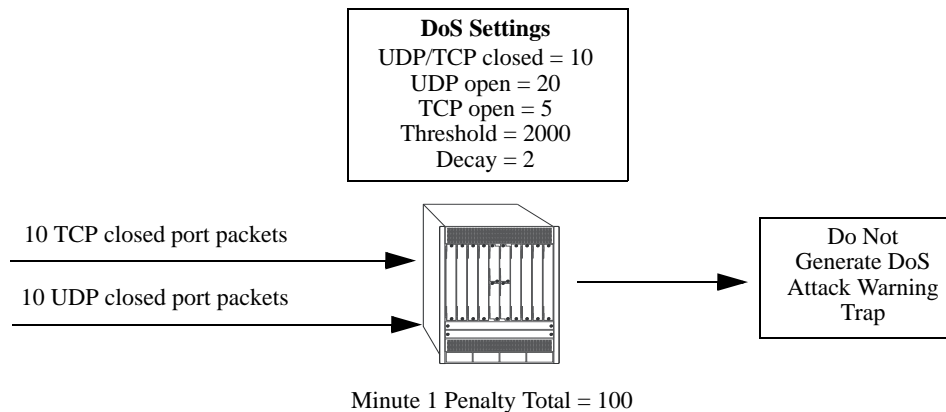 DoS Settings
UDP/TCP closed = 10
UDP open = 20
TCP open = 5
Threshold = 2000
Decay = 2
10 TCP closed port packets
10 UDP closed port packets
Do Not
Generate DoS
Attack Warning
Trap
Minute 1 Penalty Total = 100